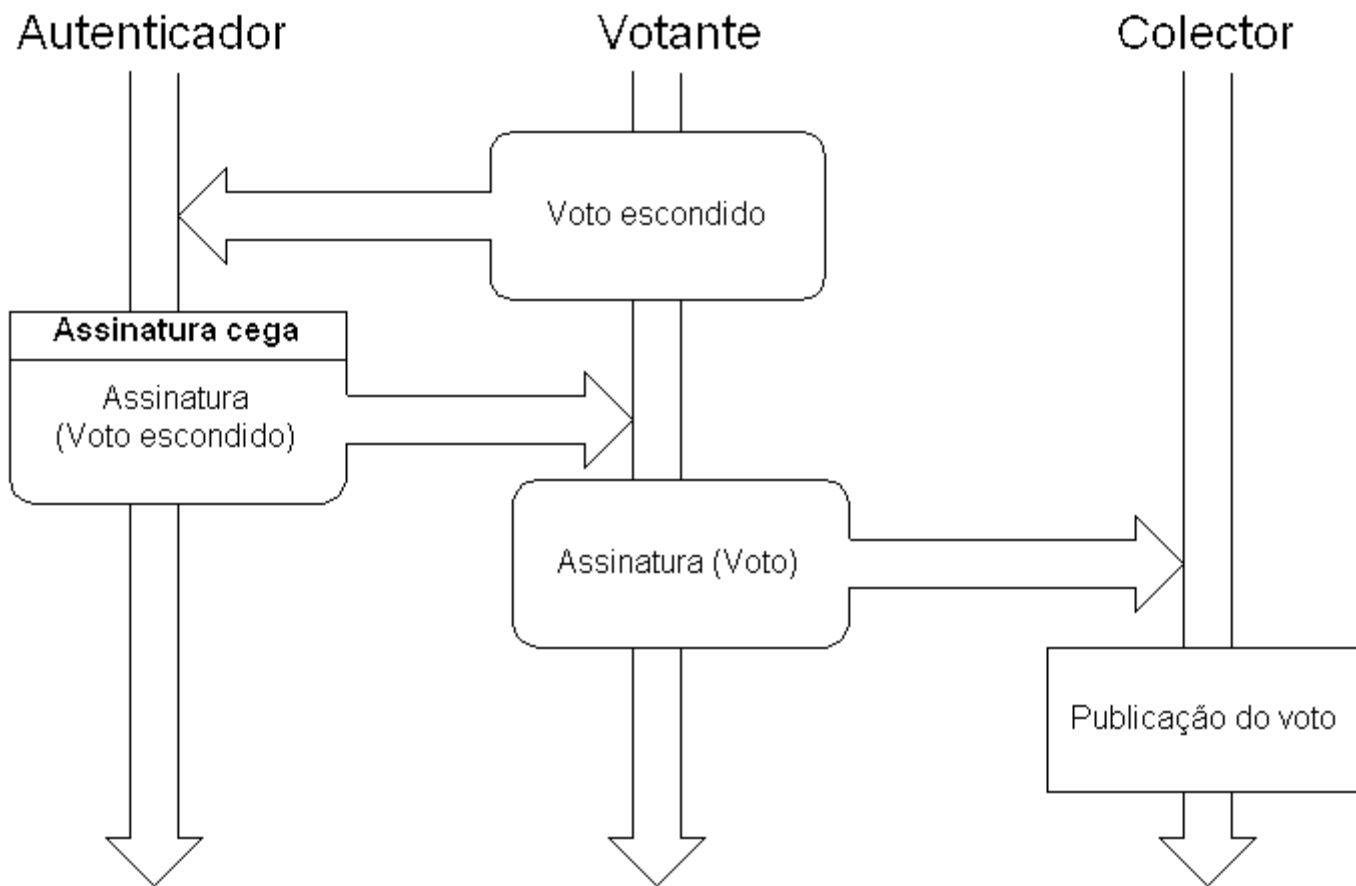 Autenticador
Votante
Colector
Voto escondido
Assinatura cega
Assinatura
(Voto escondido)
Assinatura (Voto)
Publicação do voto